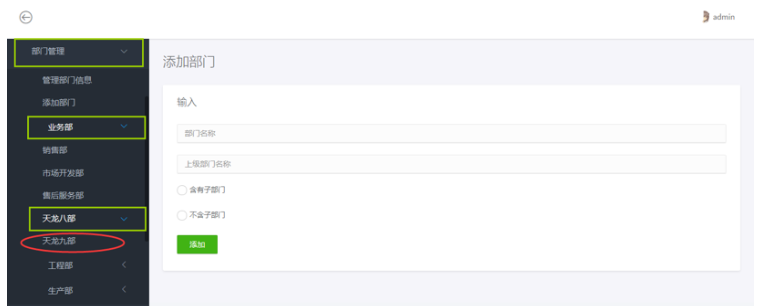 admin
部门管理
管理部门信息
添加部门
业务部
销售部
市场开发部
售后服务部
天龙八部
天龙九部
工程部
生产部
添加部门
输入
部门名称
上级部门名称
含有子部门
不含子部门
添加